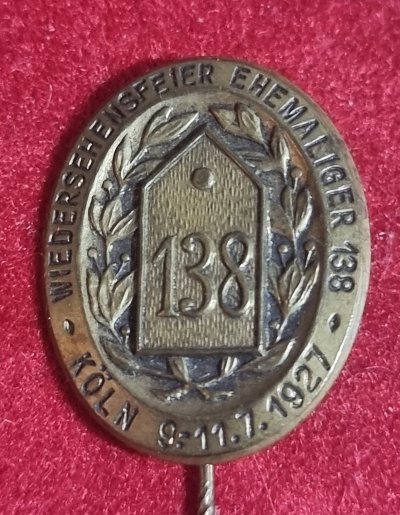 WIEDERSEHENSFEIER EHEMALIGER 138
138
KÖLN 9.-11.7.1927